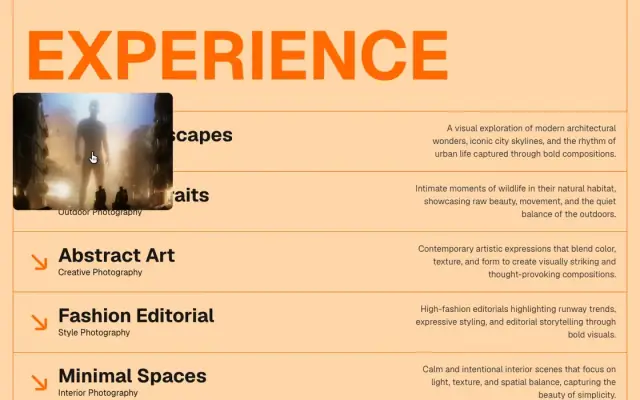 EXPERIENCE
scapes
A visual exploration of modern architectural
wonders, iconic city skylines, and the rhythm of
urban life captured through bold compositions.
raits
Outdoor Photography
Intimate moments of wildlife in their natural habitat,
showcasing raw beauty, movement, and the quiet
balance of the outdoors.
Abstract Art
Creative Photography
Contemporary artistic expressions that blend color,
texture, and form to create visually striking and
thought-provoking compositions.
Fashion Editorial
Style Photography
High-fashion editorials highlighting runway trends,
expressive styling, and editorial storytelling through
bold visuals.
Minimal Spaces
Interior Photography
Calm and intentional interior scenes that focus on
light, texture, and spatial balance, capturing the
beauty of simplicity.